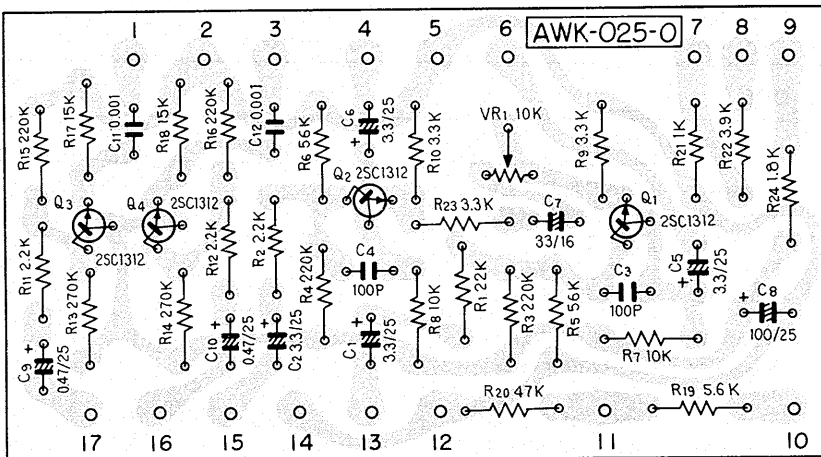 AWK-025-0
1 2 3 4 5 6 7 8 9
R15 220K
R17 15K
C11 0.001
R18 15K
R16 220K
C12 0.001
R6 56K
C6 3.3/25
+
R10 3.3K
VR1 10K
R9 3.3K
R21 1K
R22 3.9K
R24 1.8K
Q3
2SC1312
Q4
Q2 2SC1312
R23 3.3K
C7
33/16
Q1
2SC1312
R11 2.2K
R13 270K
R14 270K
R12 2.2K
R2 2.2K
R4 220K
C4
100P
R8 10K
R1 22K
R3 220K
R5 56K
C3
100P
C5 3.3/25
+
+ C8
100/25
C9 0.47/25
+
C10 0.47/25
+
C2 3.3/25
+
C1 3.3/25
+
R7 10K
R20 47K
R19 5.6K
17 16 15 14 13 12 11 10